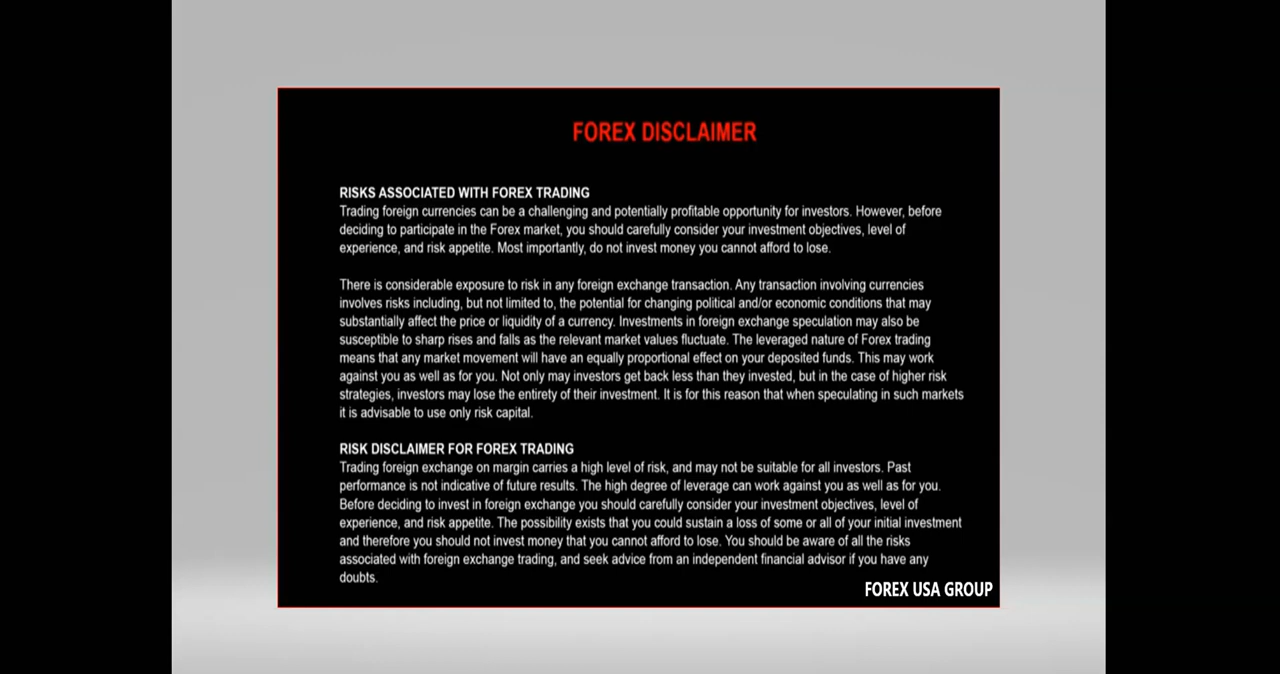 FOREX DISCLAIMER
RISKS ASSOCIATED WITH FOREX TRADING
Trading foreign currencies can be a challenging and potentially profitable opportunity for investors. However, before
deciding to participate in the Forex market, you should carefully consider your investment objectives, level of
experience, and risk appetite. Most importantly, do not invest money you cannot afford to lose.
There is considerable exposure to risk in any foreign exchange transaction. Any transaction involving currencies
involves risks including, but not limited to, the potential for changing political and/or economic conditions that may
substantially affect the price or liquidity of a currency. Investments in foreign exchange speculation may also be
susceptible to sharp rises and falls as the relevant market values fluctuate. The leveraged nature of Forex trading
means that any market movement will have an equally proportional effect on your deposited funds. This may work
against you as well as for you. Not only may investors get back less than they invested, but in the case of higher risk
strategies, investors may lose the entirety of their investment. It is for this reason that when speculating in such markets
it is advisable to use only risk capital.
RISK DISCLAIMER FOR FOREX TRADING
Trading foreign exchange on margin carries a high level of risk, and may not be suitable for all investors. Past
performance is not indicative of future results. The high degree of leverage can work against you as well as for you.
Before deciding to invest in foreign exchange you should carefully consider your investment objectives, level of
experience, and risk appetite. The possibility exists that you could sustain a loss of some or all of your initial investment
and therefore you should not invest money that you cannot afford to lose. You should be aware of all the risks
associated with foreign exchange trading, and seek advice from an independent financial advisor if you have any
doubts.
FOREX USA GROUP